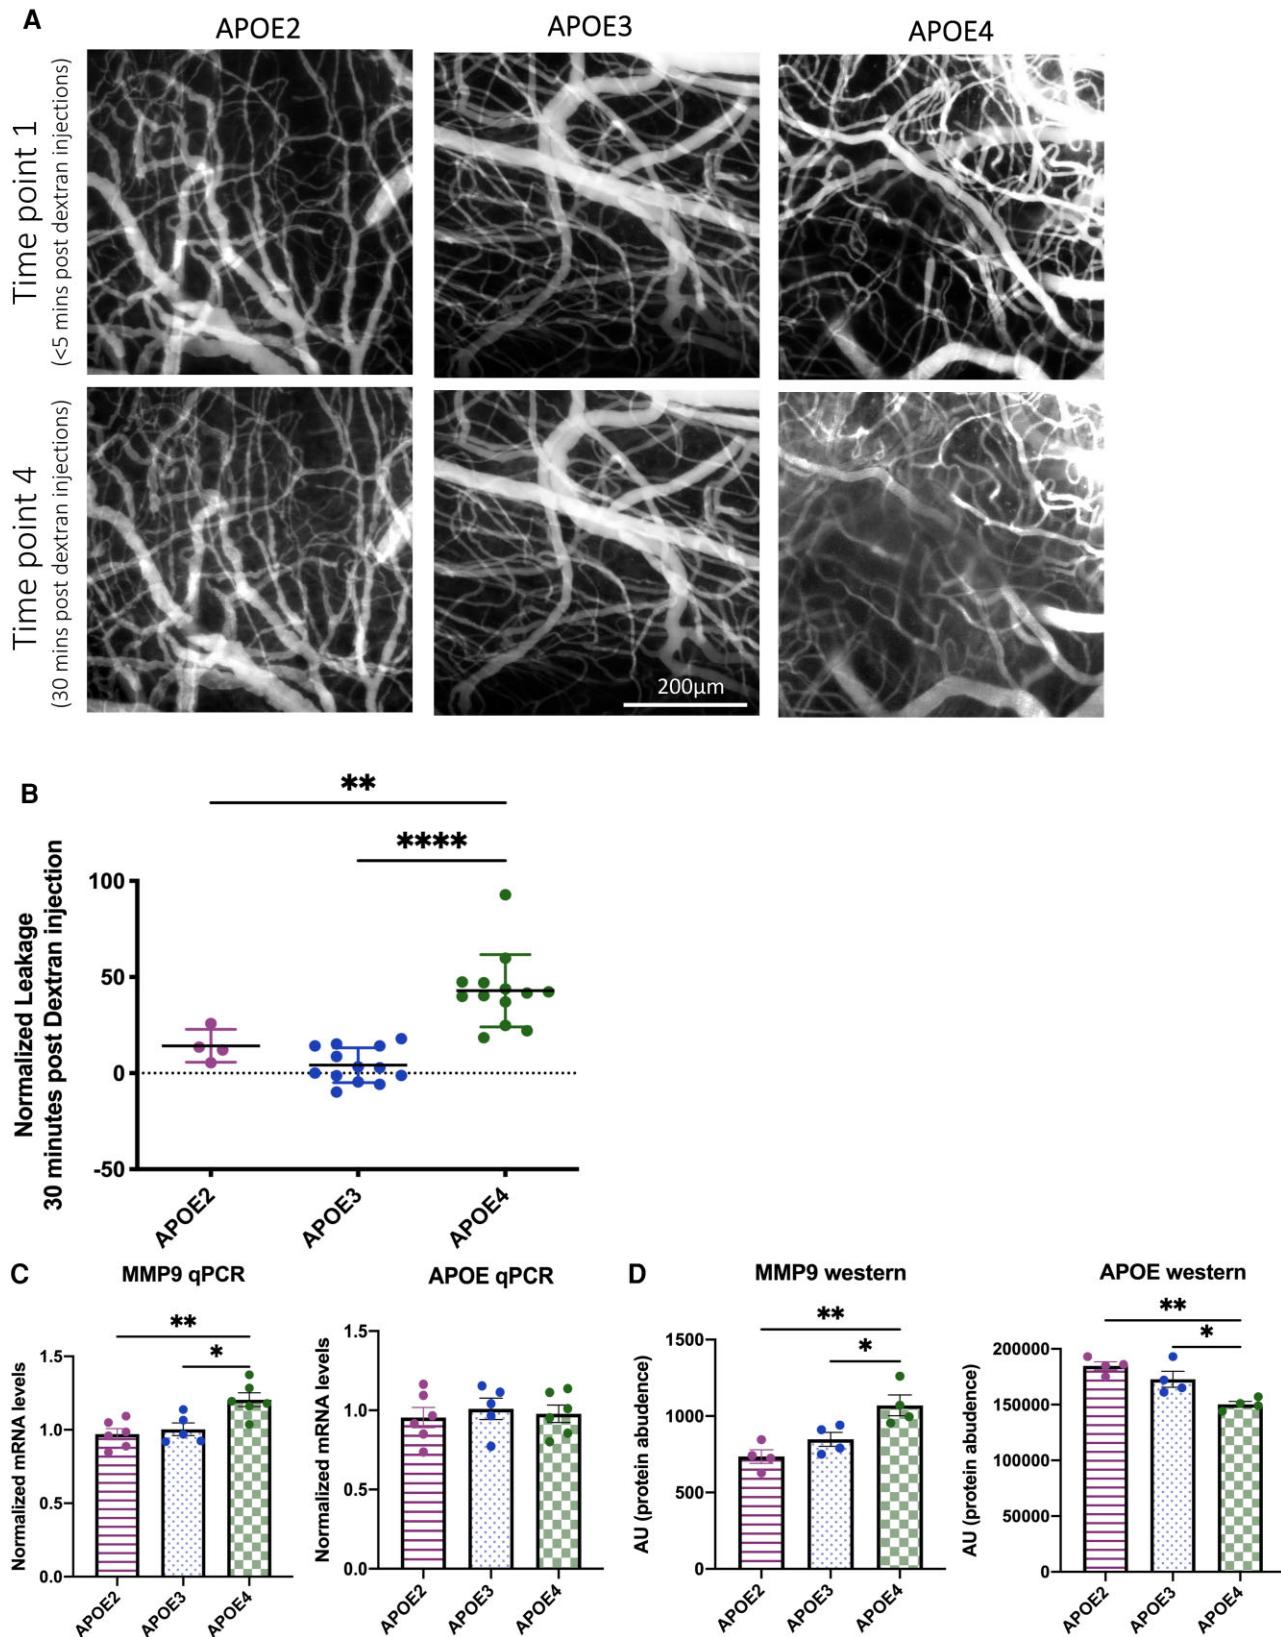 A
APOE2
APOE3
APOE4
Time point 1
(<5 mins post dextran injections)
Time point 4
(30 mins post dextran injections)
200µm
B
**
****
Normalized Leakage
30 minutes post Dextran injection
100
50
0
-50
APOE2
APOE3
APOE4
C
MMP9 qPCR
**
*
Normalized mRNA levels
1.5
1.0
0.5
0.0
APOE2
APOE3
APOE4
APOE qPCR
Normalized mRNA levels
1.5
1.0
0.5
0.0
APOE2
APOE3
APOE4
D
MMP9 western
**
*
AU (protein abudence)
1500
1000
500
0
APOE2
APOE3
APOE4
APOE western
**
*
AU (protein abudence)
200000
150000
100000
50000
0
APOE2
APOE3
APOE4